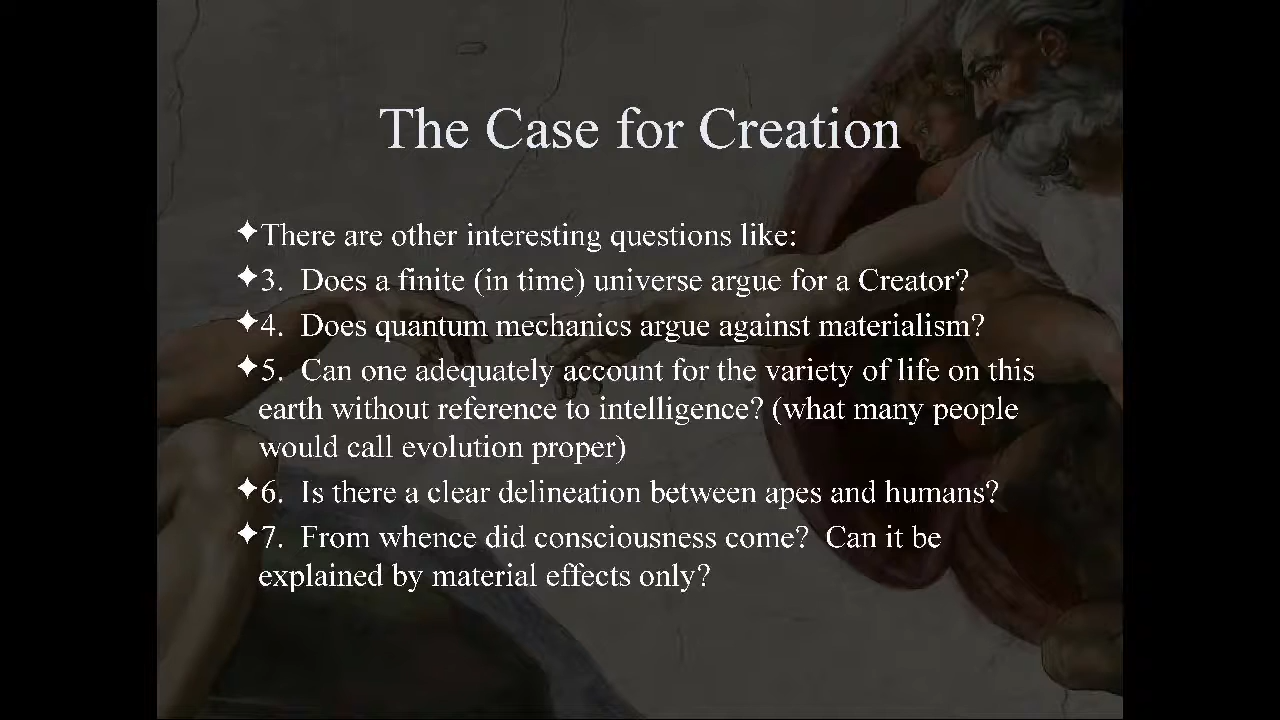 The Case for Creation
✦There are other interesting questions like:
✦3. Does a finite (in time) universe argue for a Creator?
✦4. Does quantum mechanics argue against materialism?
✦5. Can one adequately account for the variety of life on this
earth without reference to intelligence? (what many people
would call evolution proper)
✦6. Is there a clear delineation between apes and humans?
✦7. From whence did consciousness come? Can it be
explained by material effects only?